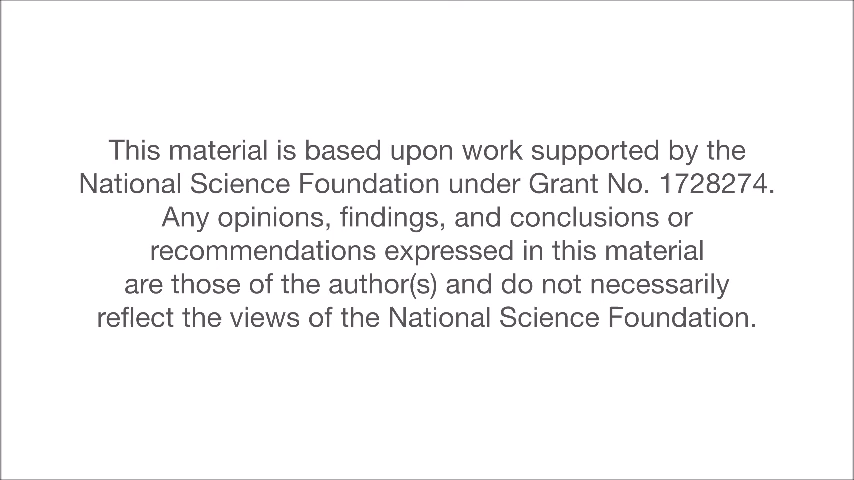 This material is based upon work supported by the
National Science Foundation under Grant No. 1728274.
Any opinions, findings, and conclusions or
recommendations expressed in this material
are those of the author(s) and do not necessarily
reflect the views of the National Science Foundation.